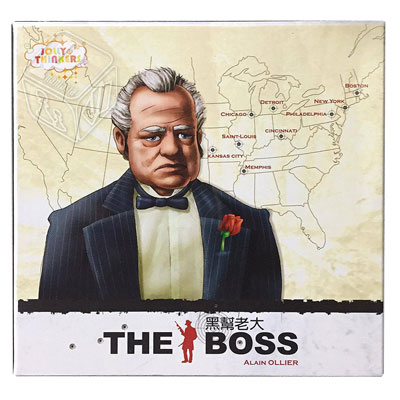 JOLLY
THINKERS
BOSTON
DETROIT
NEW YORK
CHICAGO
PHILADELPHIA
SAINT-LOUIS
CINCINNATI
KANSAS CITY
MEMPHIS
黑幫老大
THE BOSS
ALAIN OLLIER